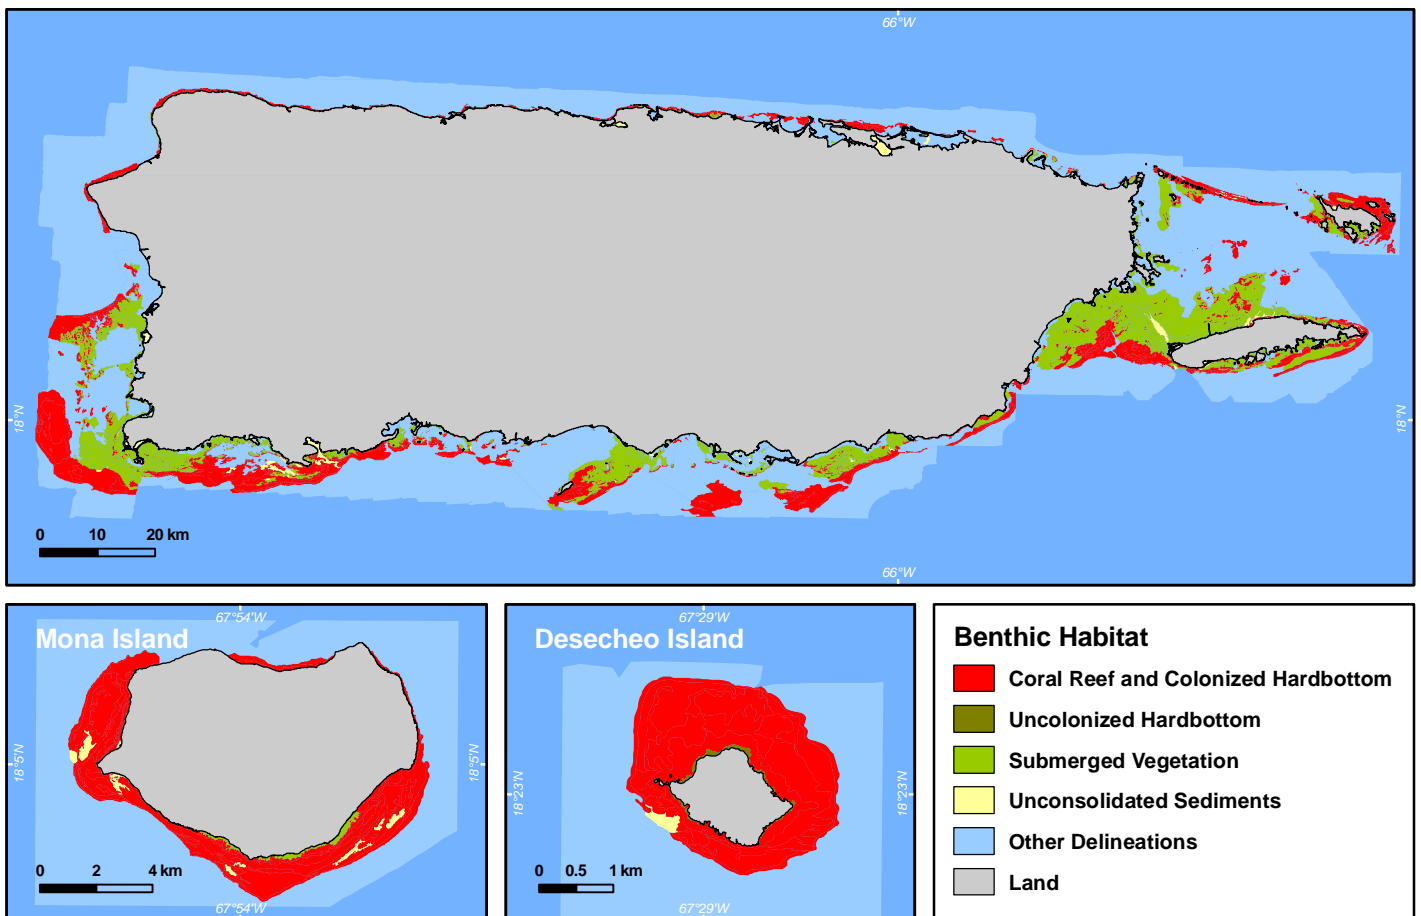 66°W
18°N
18°N
0 10 20 km
66°W
Mona Island
67°54'W
18°5'N
18°5'N
0 2 4 km
67°54'W
Desecheo Island
67°29'W
18°23'N
18°23'N
0 0.5 1 km
67°29'W
Benthic Habitat
Coral Reef and Colonized Hardbottom
Uncolonized Hardbottom
Submerged Vegetation
Unconsolidated Sediments
Other Delineations
Land